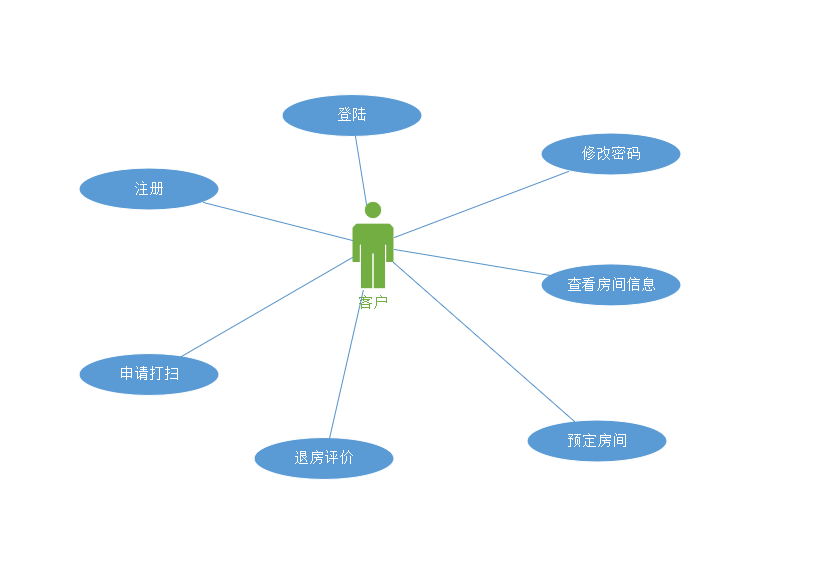 登陆
修改密码
注册
查看房间信息
客户
申请打扫
预定房间
退房评价